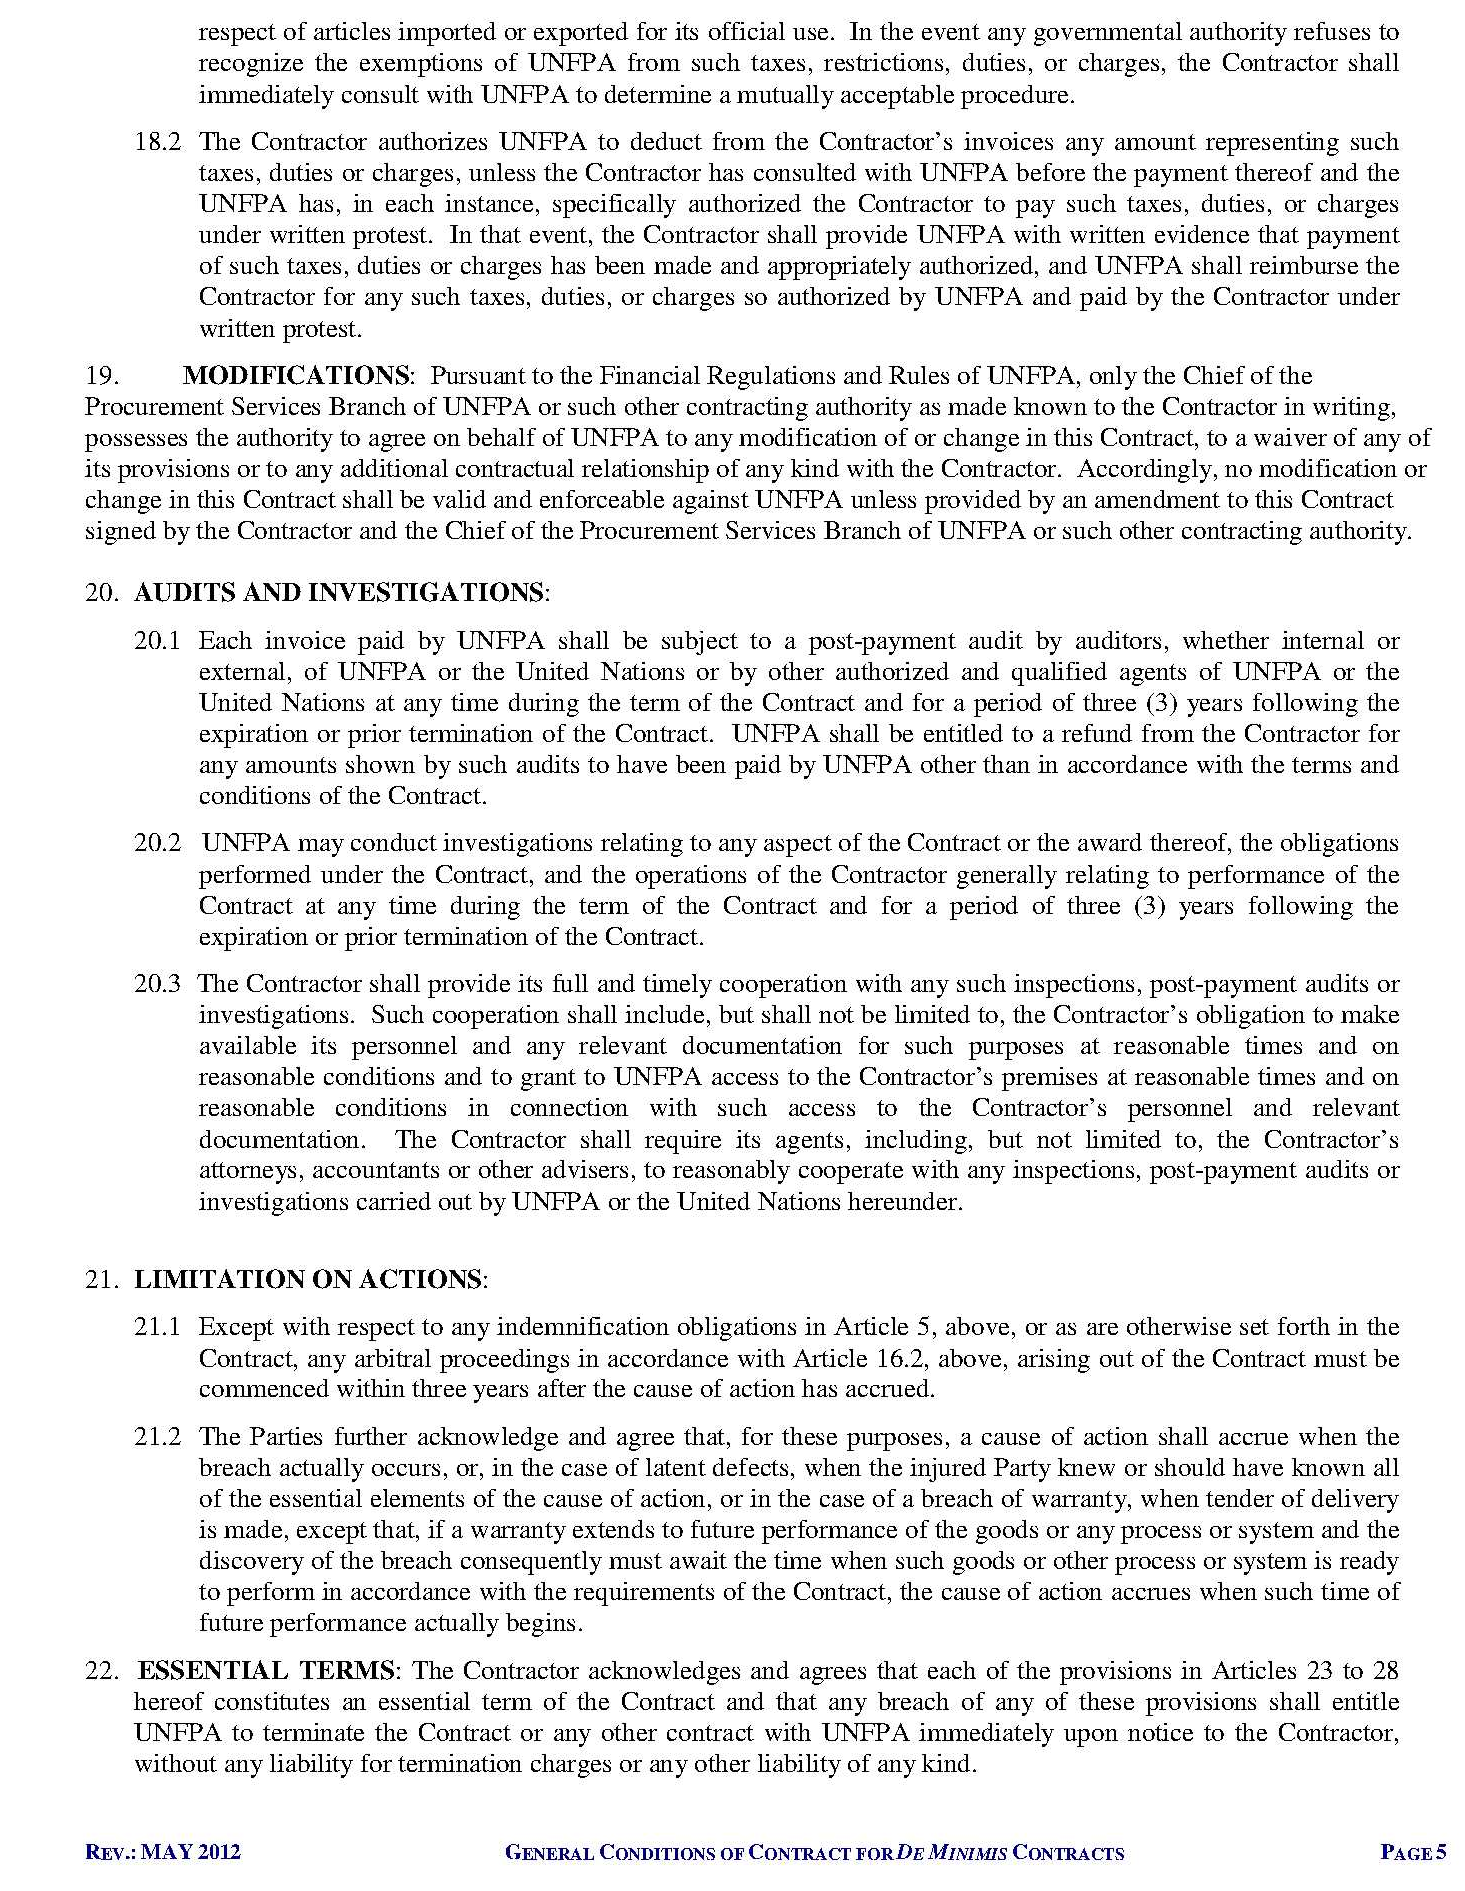 respect of articles imported or exported for its official use.  In the event any governmental authority refuses to
recognize the exemptions of UNFPA from such taxes, restrictions, duties, or charges, the Contractor shall
immediately consult with UNFPA to determine a mutually acceptable procedure.
18.2 The Contractor authorizes UNFPA to deduct from the Contractor’s invoices any amount representing such
taxes, duties or charges, unless the Contractor has consulted with UNFPA before the payment thereof and the
UNFPA has, in each instance, specifically authorized the Contractor to pay such taxes, duties, or charges
under written protest.  In that event, the Contractor shall provide UNFPA with written evidence that payment
of such taxes, duties or charges has been made and appropriately authorized, and UNFPA shall reimburse the
Contractor for any such taxes, duties, or charges so authorized by UNFPA and paid by the Contractor under
written protest.
19. MODIFICATIONS:  Pursuant to the Financial Regulations and Rules of UNFPA, only the Chief of the
Procurement Services Branch of UNFPA or such other contracting authority as made known to the Contractor in writing,
possesses the authority to agree on behalf of UNFPA to any modification of or change in this Contract, to a waiver of any of
its provisions or to any additional contractual relationship of any kind with the Contractor.  Accordingly, no modification or
change in this Contract shall be valid and enforceable against UNFPA unless provided by an amendment to this Contract
signed by the Contractor and the Chief of the Procurement Services Branch of UNFPA or such other contracting authority.
20. AUDITS AND INVESTIGATIONS:
20.1 Each invoice paid by UNFPA shall be subject to a post-payment audit by auditors, whether internal or
external, of UNFPA or the United Nations or by other authorized and qualified agents of UNFPA or the
United Nations at any time during the term of the Contract and for a period of three (3) years following the
expiration or prior termination of the Contract.  UNFPA shall be entitled to a refund from the Contractor for
any amounts shown by such audits to have been paid by UNFPA other than in accordance with the terms and
conditions of the Contract.
20.2 UNFPA may conduct investigations relating to any aspect of the Contract or the award thereof, the obligations
performed under the Contract, and the operations of the Contractor generally relating to performance of the
Contract at any time during the term of the Contract and for a period of three (3) years following the
expiration or prior termination of the Contract.
20.3 The Contractor shall provide its full and timely cooperation with any such inspections, post-payment audits or
investigations.  Such cooperation shall include, but shall not be limited to, the Contractor’s obligation to make
available its personnel and any relevant documentation for such purposes at reasonable times and on
reasonable conditions and to grant to UNFPA access to the Contractor’s premises at reasonable times and on
reasonable conditions in connection with such access to the Contractor’s personnel and relevant
documentation.  The Contractor shall require its agents, including, but not limited to, the Contractor’s
attorneys, accountants or other advisers, to reasonably cooperate with any inspections, post-payment audits or
investigations carried out by UNFPA or the United Nations hereunder.
21. LIMITATION ON ACTIONS:
21.1 Except with respect to any indemnification obligations in Article 5, above, or as are otherwise set forth in the
Contract, any arbitral proceedings in accordance with Article 16.2, above, arising out of the Contract must be
commenced within three years after the cause of action has accrued.
21.2 The Parties further acknowledge and agree that, for these purposes, a cause of action shall accrue when the
breach actually occurs, or, in the case of latent defects, when the injured Party knew or should have known all
of the essential elements of the cause of action, or in the case of a breach of warranty, when tender of delivery
is made, except that, if a warranty extends to future performance of the goods or any process or system and the
discovery of the breach consequently must await the time when such goods or other process or system is ready
to perform in accordance with the requirements of the Contract, the cause of action accrues when such time of
future performance actually begins.
22. ESSENTIAL TERMS: The Contractor acknowledges and agrees that each of the provisions in Articles 23 to 28
hereof constitutes an essential term of the Contract and that any breach of any of these provisions shall entitle
UNFPA to terminate the Contract or any other contract with UNFPA immediately upon notice to the Contractor,
without any liability for termination charges or any other liability of any kind.
REV.: MAY 2012 GENERAL CONDITIONS OF CONTRACT FOR DE MINIMIS CONTRACTS PAGE 5